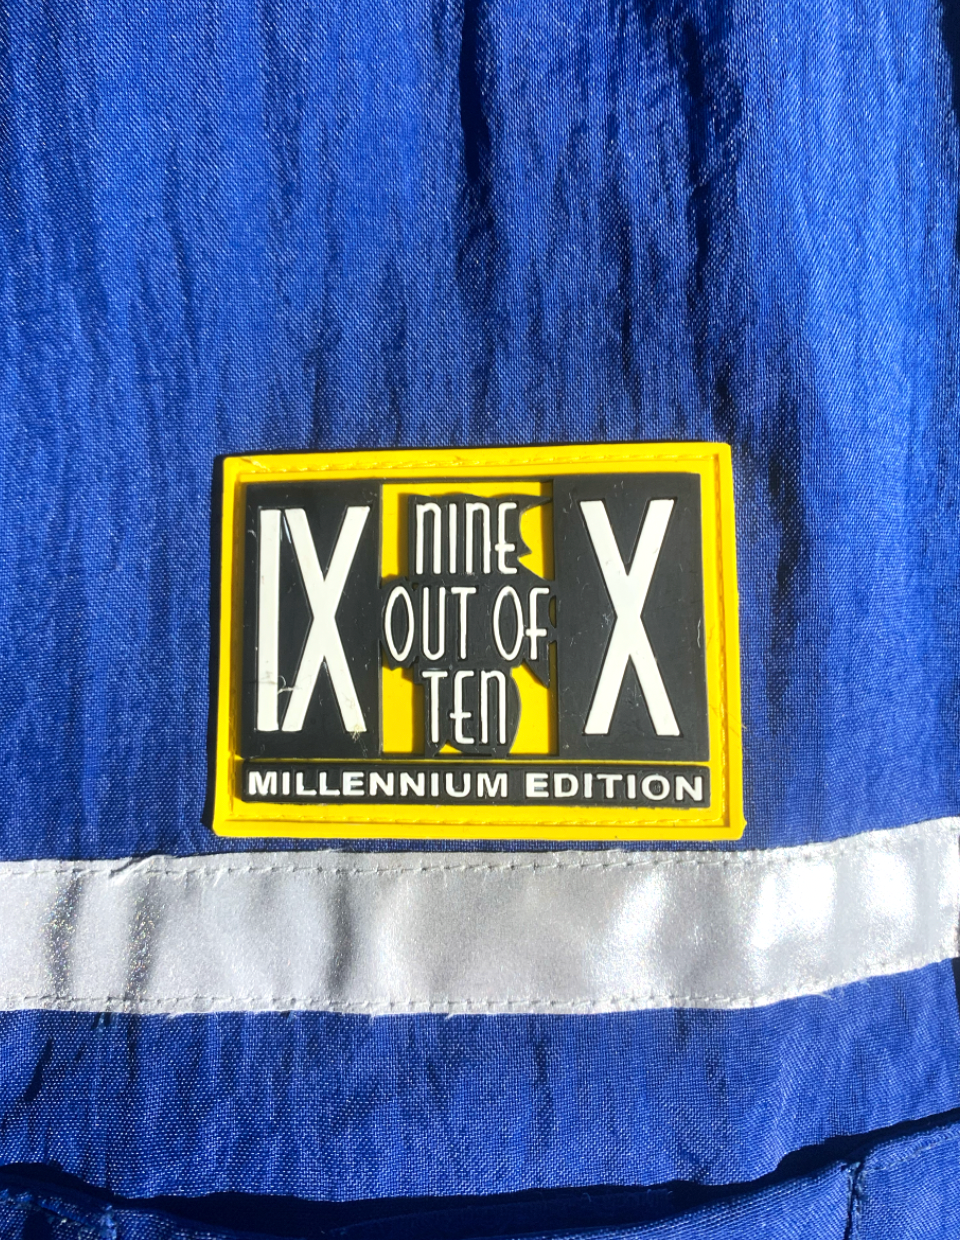 IX
NINE
OUT OF
TEN
X
MILLENNIUM EDITION